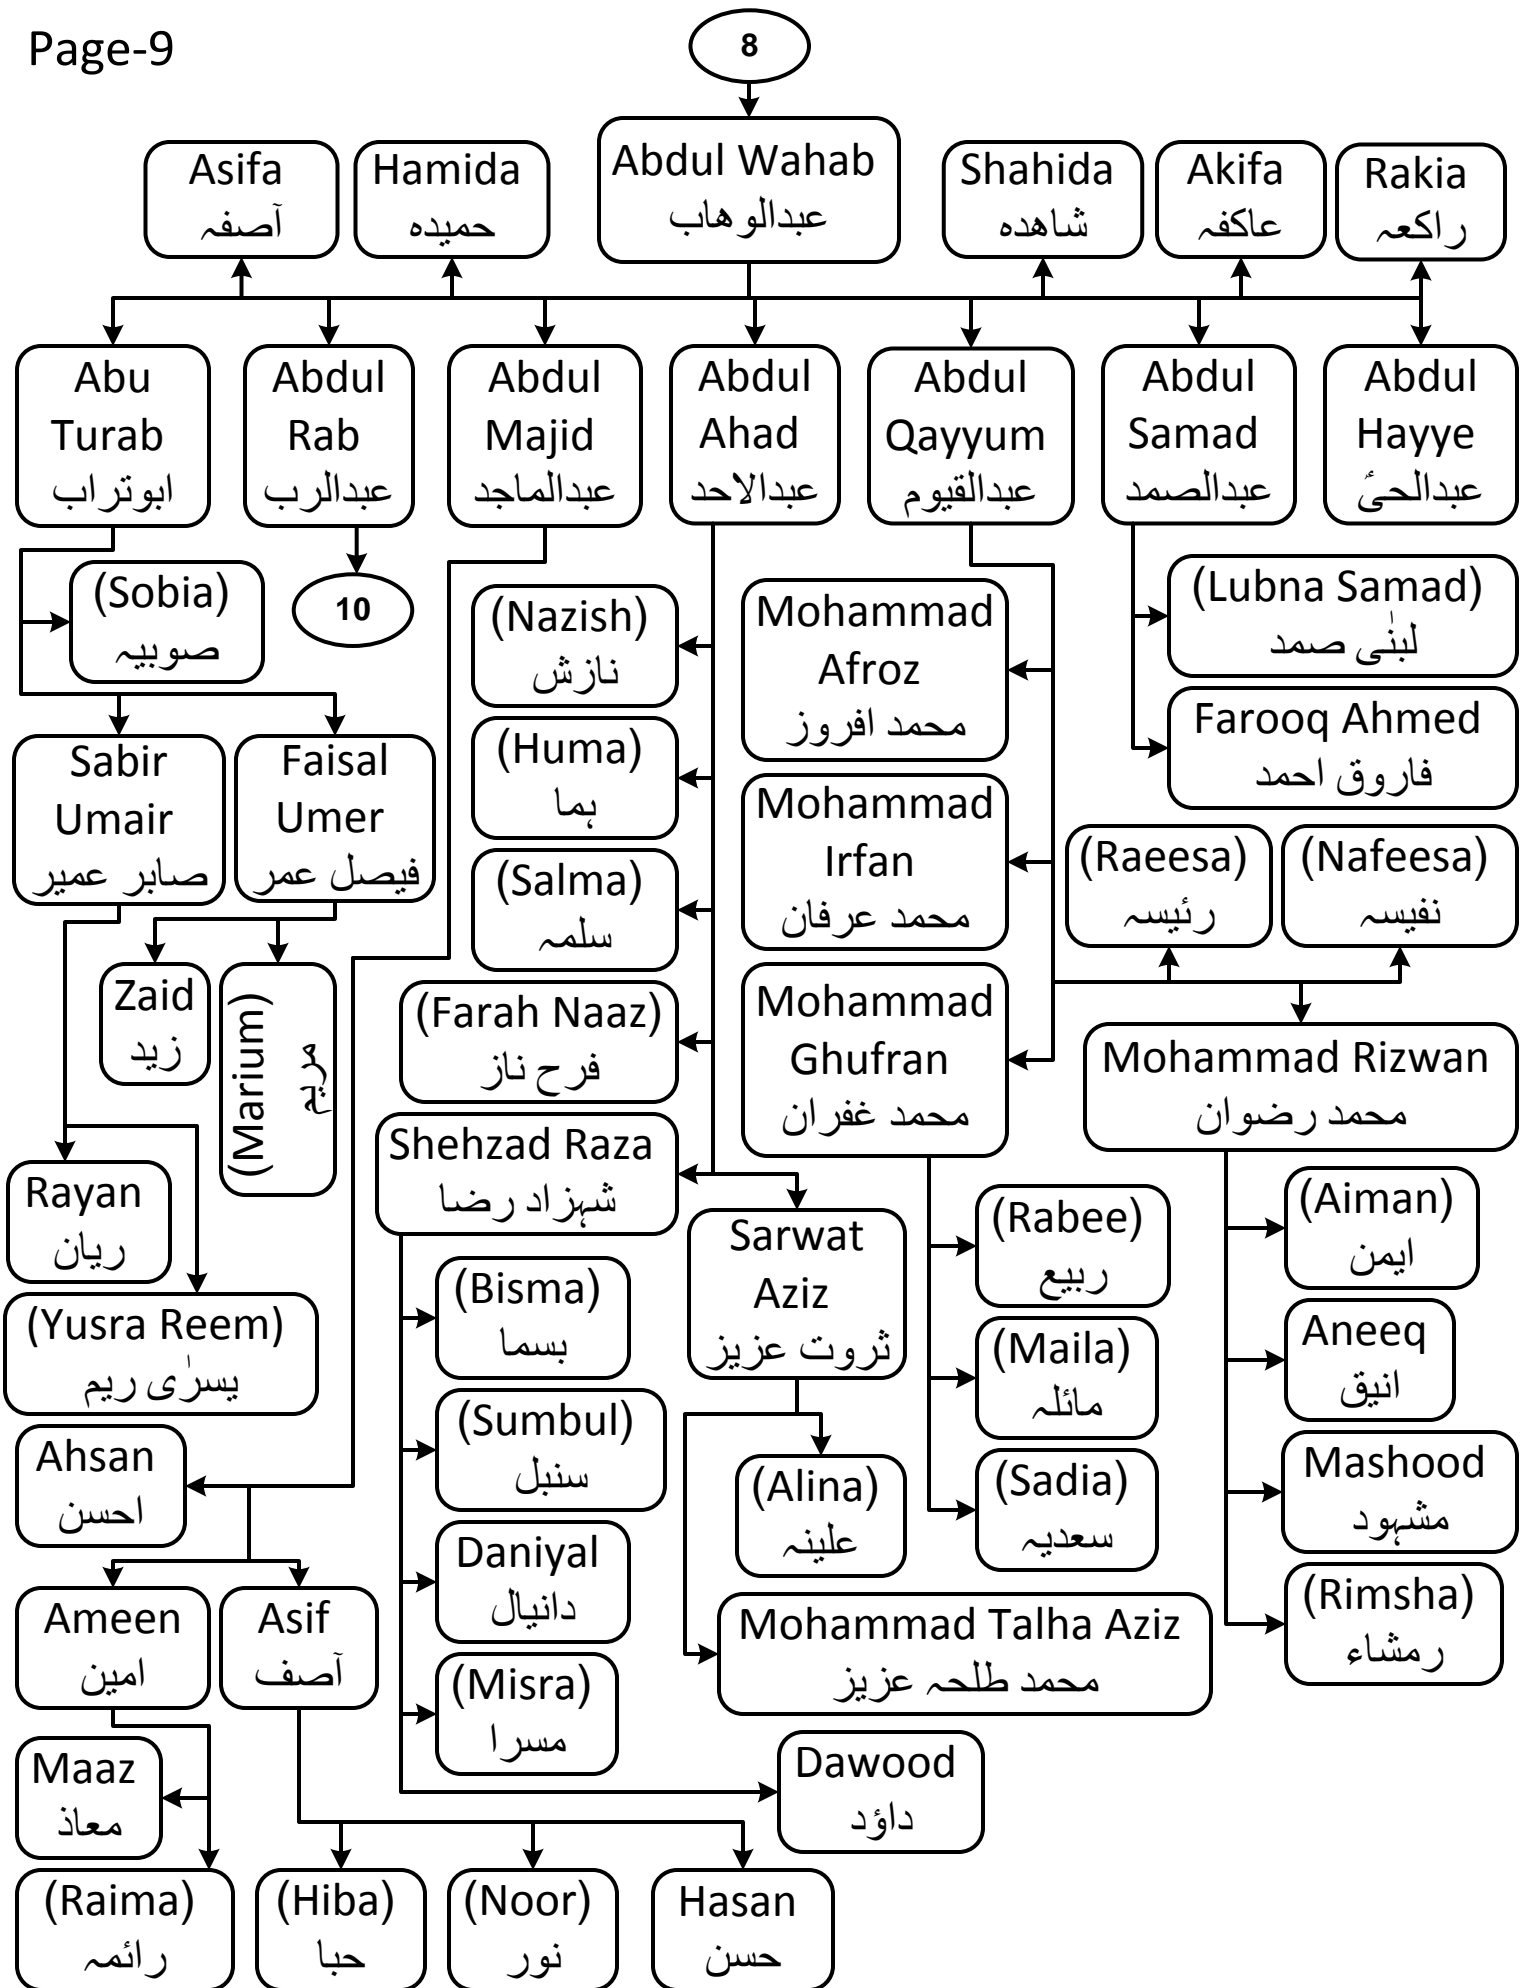 Page-9
8
Abdul Wahab
عبدالوھاب
Asifa
آصفہ
Hamida
حمیدہ
Shahida
شاھدہ
Akifa
عاکفہ
Rakia
راکعہ
Abu
Turab
ابوتراب
Abdul
Rab
عبدالرب
Abdul
Majid
عبدالماجد
Abdul
Ahad
عبدالاحد
Abdul
Qayyum
عبدالقیوم
Abdul
Samad
عبدالصمد
Abdul
Hayye
عبدالحیٔ
(Sobia)
صوبیہ
10
(Nazish)
نازش
Mohammad
Afroz
محمد افروز
(Lubna Samad)
لبنٰی صمد
Farooq Ahmed
فاروق احمد
Sabir
Umair
صابر عمیر
Faisal
Umer
فیصل عمر
(Huma)
ہما
Mohammad
Irfan
محمد عرفان
(Raeesa)
رئیسہ
(Nafeesa)
نفیسہ
(Salma)
سلمہ
Zaid
زید
(Marium)
مریم
(Farah Naaz)
فرح ناز
Mohammad
Ghufran
محمد غفران
Mohammad Rizwan
محمد رضوان
Shehzad Raza
شہزاد رضا
Rayan
ریان
Sarwat
Aziz
ثروت عزیز
(Rabee)
ربیع
(Aiman)
ایمن
(Yusra Reem)
یسرٰی ریم
(Bisma)
بسما
(Maila)
مائلہ
Aneeq
انیق
(Sumbul)
سنبل
Ahsan
احسن
(Alina)
علینہ
(Sadia)
سعدیہ
Mashood
مشہود
Daniyal
دانیال
Ameen
امین
Asif
آصف
Mohammad Talha Aziz
محمد طلحہ عزیز
(Rimsha)
رمشاء
(Misra)
مسرا
Maaz
معاذ
Dawood
داؤد
(Raima)
رائمہ
(Hiba)
حبا
(Noor)
نور
Hasan
حسن